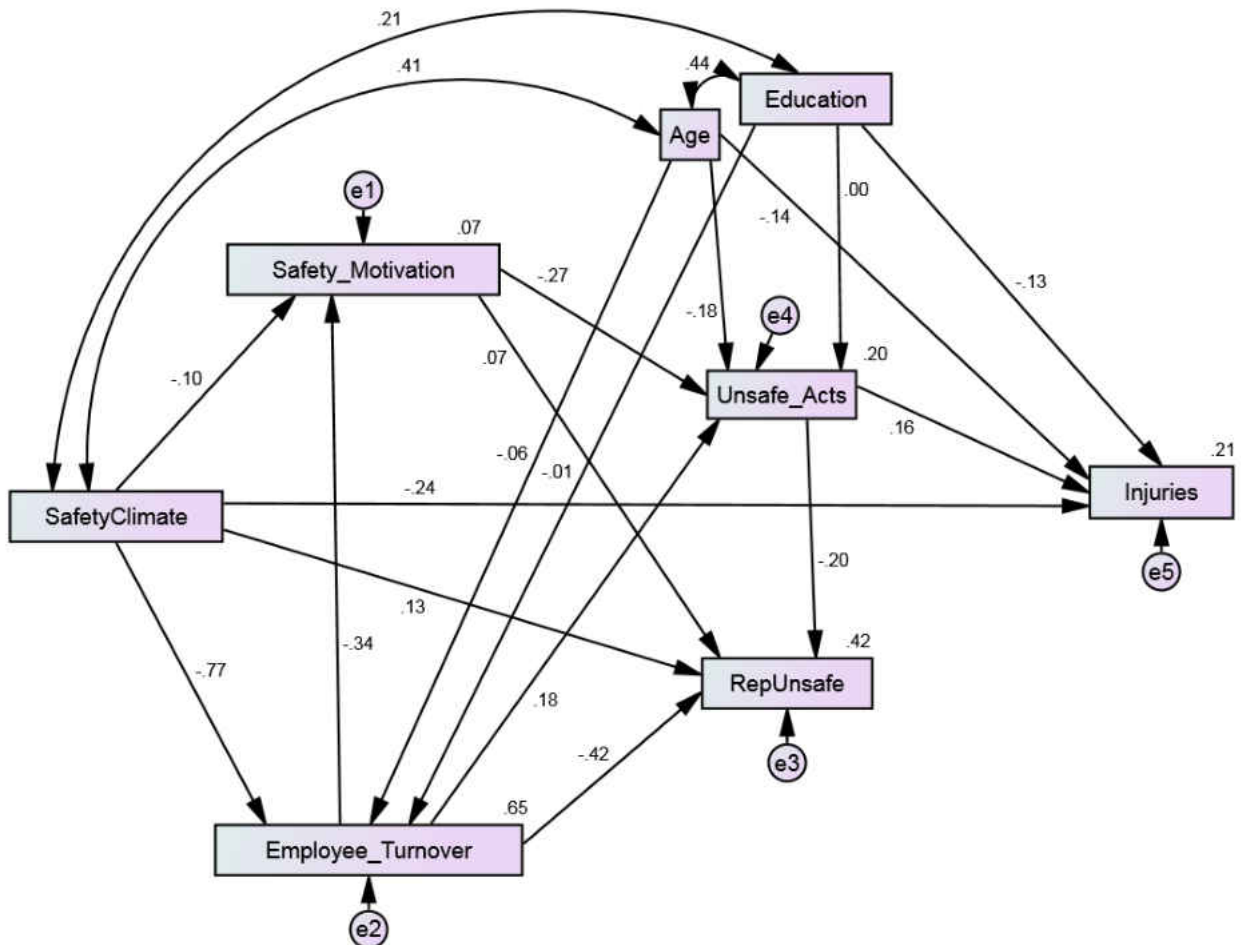 .21
.41
.44
Education
Age
e1
.07
.00
-.14
Safety_Motivation
-.27
-.13
-.18
e4
.07
.20
-.10
Unsafe_Acts
.16
-.06
-.01
.21
-.24
Injuries
SafetyClimate
-.20
e5
.13
-.34
.42
-.77
RepUnsafe
.18
-.42
e3
.65
Employee_Turnover
e2